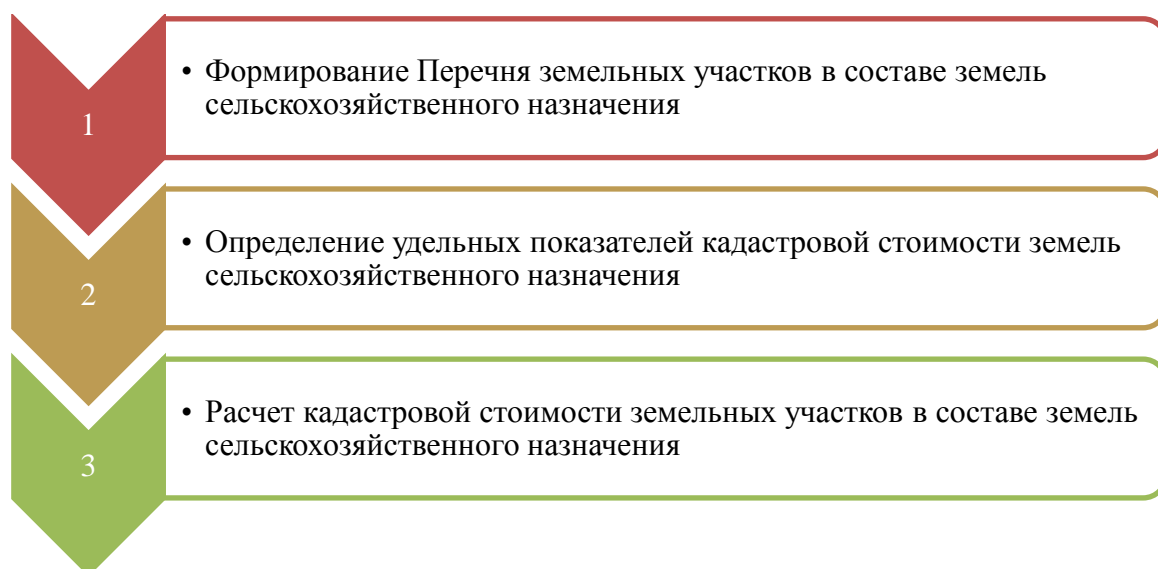 1
• Формирование Перечня земельных участков в составе земель
сельскохозяйственного назначения
2
• Определение удельных показателей кадастровой стоимости земель
сельскохозяйственного назначения
3
• Расчет кадастровой стоимости земельных участков в составе земель
сельскохозяйственного назначения